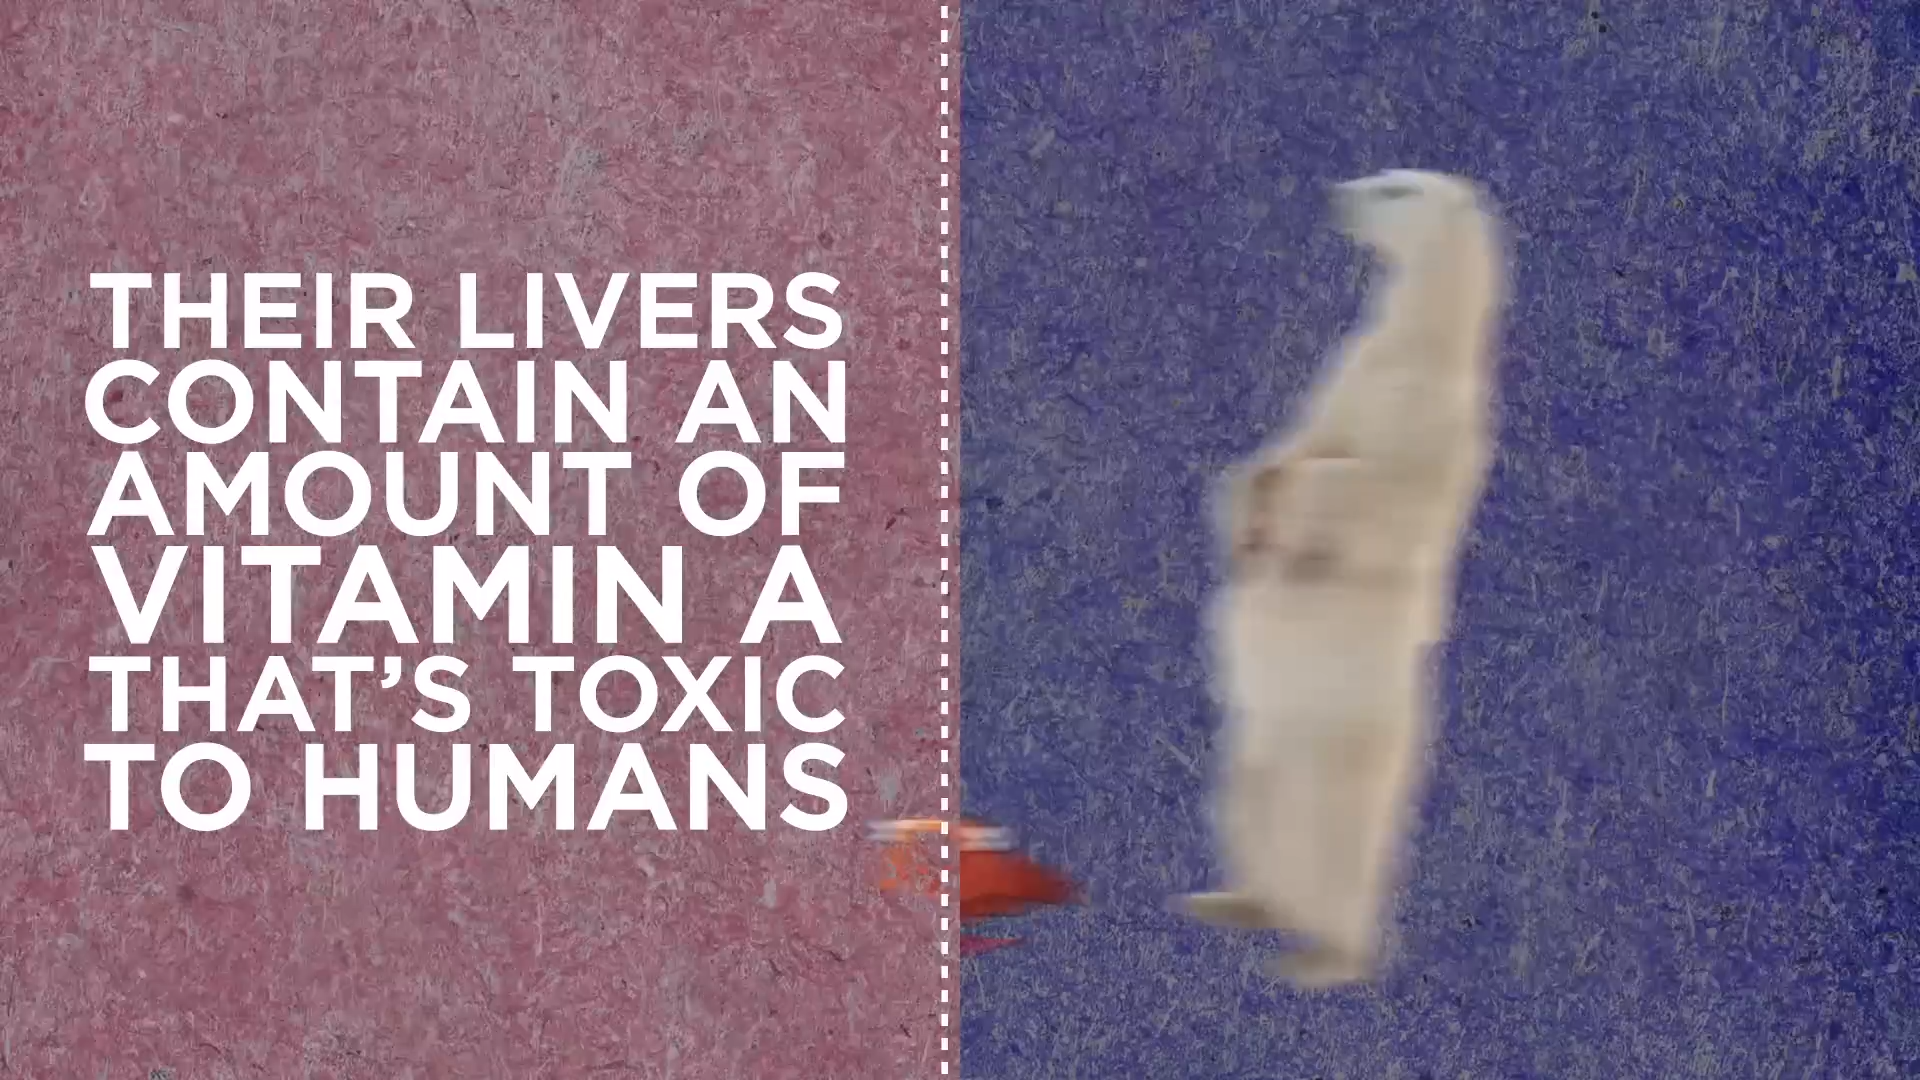 THEIR LIVERS
CONTAIN AN
AMOUNT OF
VITAMIN A
THAT'S TOXIC
TO HUMANS